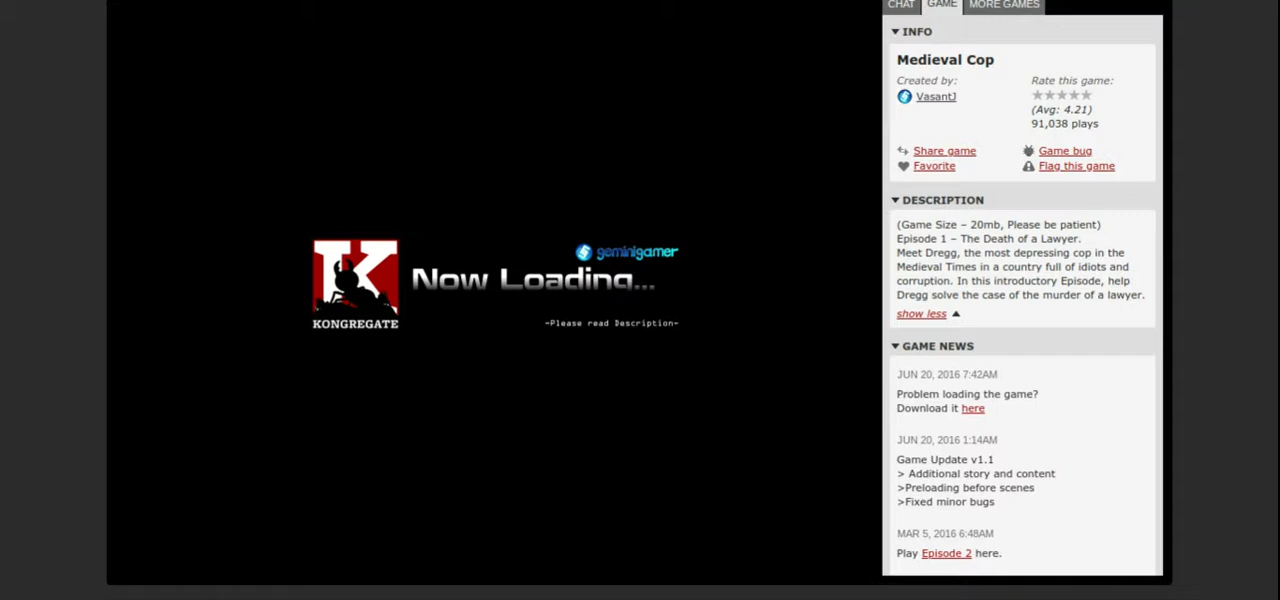 CHAT GAME MORE GAMES
INFO
Medieval Cop
Created by:
VasantJ
Rate this game:
(Avg: 4.21)
91,038 plays
Share game
Game bug
Favorite
Flag this game
DESCRIPTION
(Game Size – 20mb, Please be patient)
Episode 1 – The Death of a Lawyer.
Meet Dregg, the most depressing cop in the
Medieval Times in a country full of idiots and
corruption. In this introductory Episode, help
Dregg solve the case of the murder of a lawyer.
show less
GAME NEWS
JUN 20, 2016 7:42AM
Problem loading the game?
Download it here
JUN 20, 2016 1:14AM
Game Update v1.1
> Additional story and content
>Preloading before scenes
>Fixed minor bugs
MAR 5, 2016 6:48AM
Play Episode 2 here.
K
KONGREGATE
geminigamer
Now Loading...
~Please read Description~